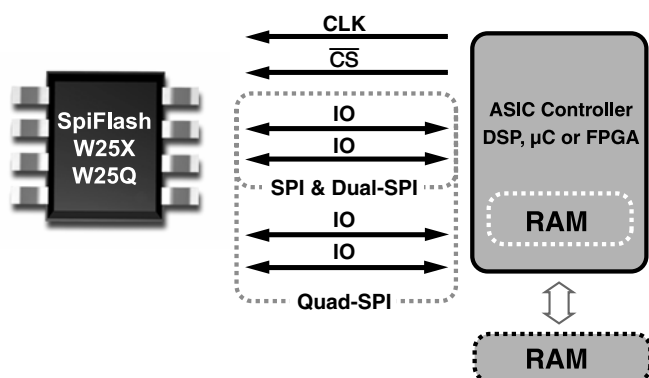 SpiFlash
W25X
W25Q
CLK
CS
IO
IO
SPI & Dual-SPI
IO
IO
Quad-SPI
ASIC Controller
DSP, µC or FPGA
RAM
RAM